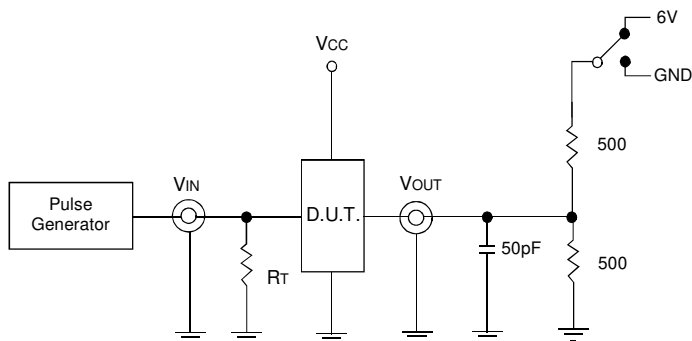 6V
GND
VCC
500
VIN
VOUT
Pulse
Generator
D.U.T.
50pF
500
RT